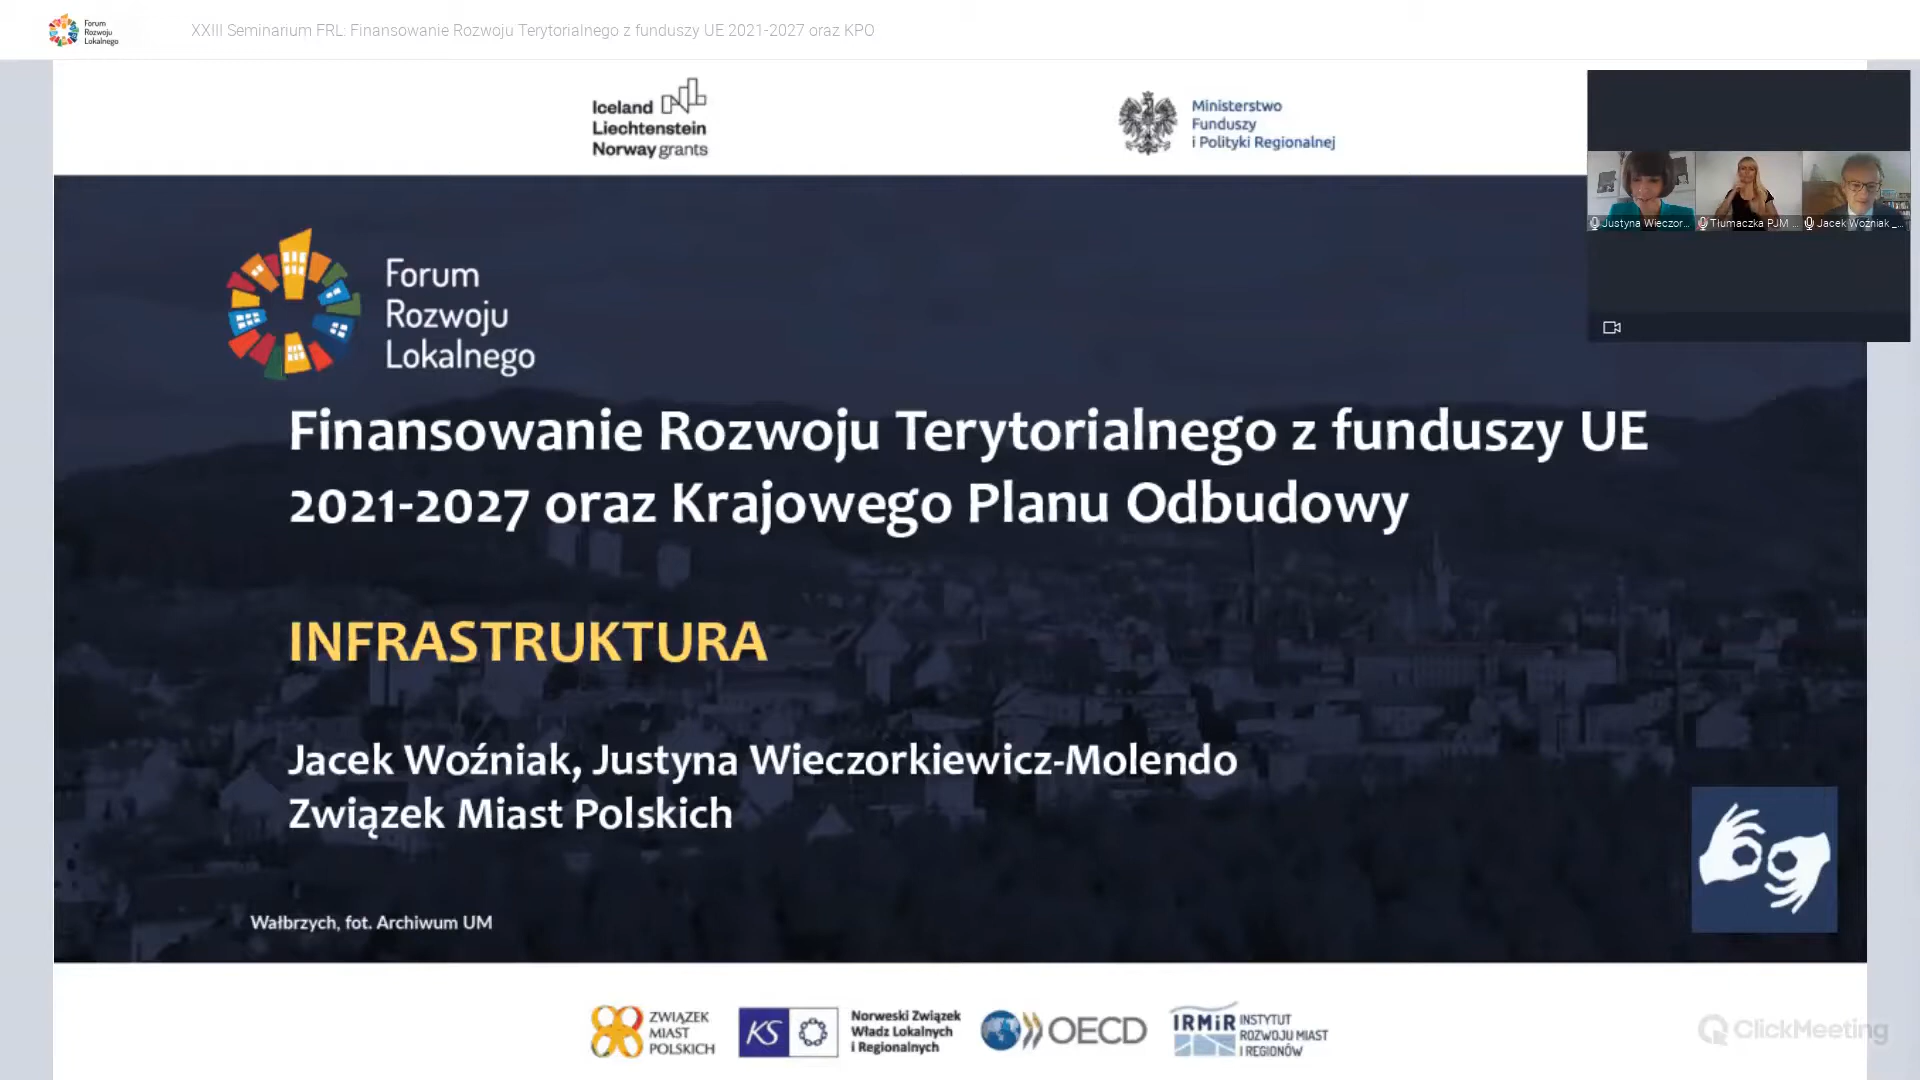 Forum
Rozwoju
Lokalnego
XXIII Seminarium FRL: Finansowanie Rozwoju Terytorialnego z funduszy UE 2021-2027 oraz KPO
Iceland
Liechtenstein
Norway grants
Ministerstwo
Funduszy
i Polityki Regionalnej
Justyna Wieczor...
Tłumaczka PJM ...
Jacek Woźniak _...
Forum
Rozwoju
Lokalnego
Finansowanie Rozwoju Terytorialnego z funduszy UE
2021-2027 oraz Krajowego Planu Odbudowy
INFRASTRUKTURA
Jacek Woźniak, Justyna Wieczorkiewicz-Molendo
Związek Miast Polskich
Wałbrzych, fot. Archiwum UM
ZWIĄZEK
MIAST
POLSKICH
KS
Norweski Związek
Władz Lokalnych
i Regionalnych
OECD
IRMiR
INSTYTUT
ROZWOJU MIAST
I REGIONÓW
ClickMeeting